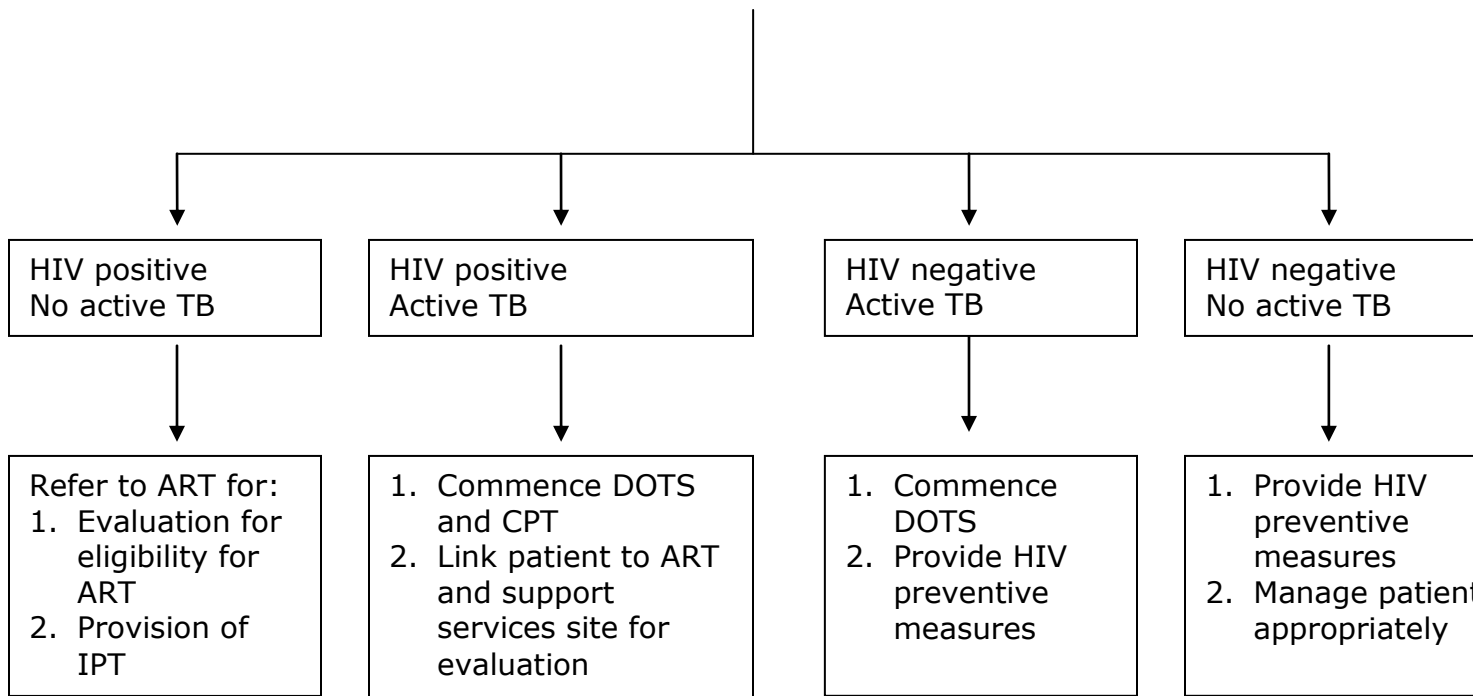 HIV positive
No active TB
HIV positive
Active TB
HIV negative
Active TB
HIV negative
No active TB
Refer to ART for:
1. Evaluation for
eligibility for
ART
2. Provision of
IPT
1. Commence DOTS
and CPT
2. Link patient to ART
and support
services site for
evaluation
1. Commence
DOTS
2. Provide HIV
preventive
measures
1. Provide HIV
preventive
measures
2. Manage patient
appropriately